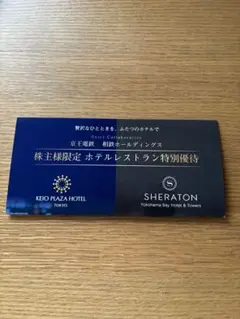 贅沢なひとときを、ふたつのホテルで
京王電鉄 相鉄ホールディングス
株主様限定 ホテルレストラン特別優待
KEIO PLAZA HOTEL
TOKYO
SHERATON
Yokohama Bay Hotel & Towers